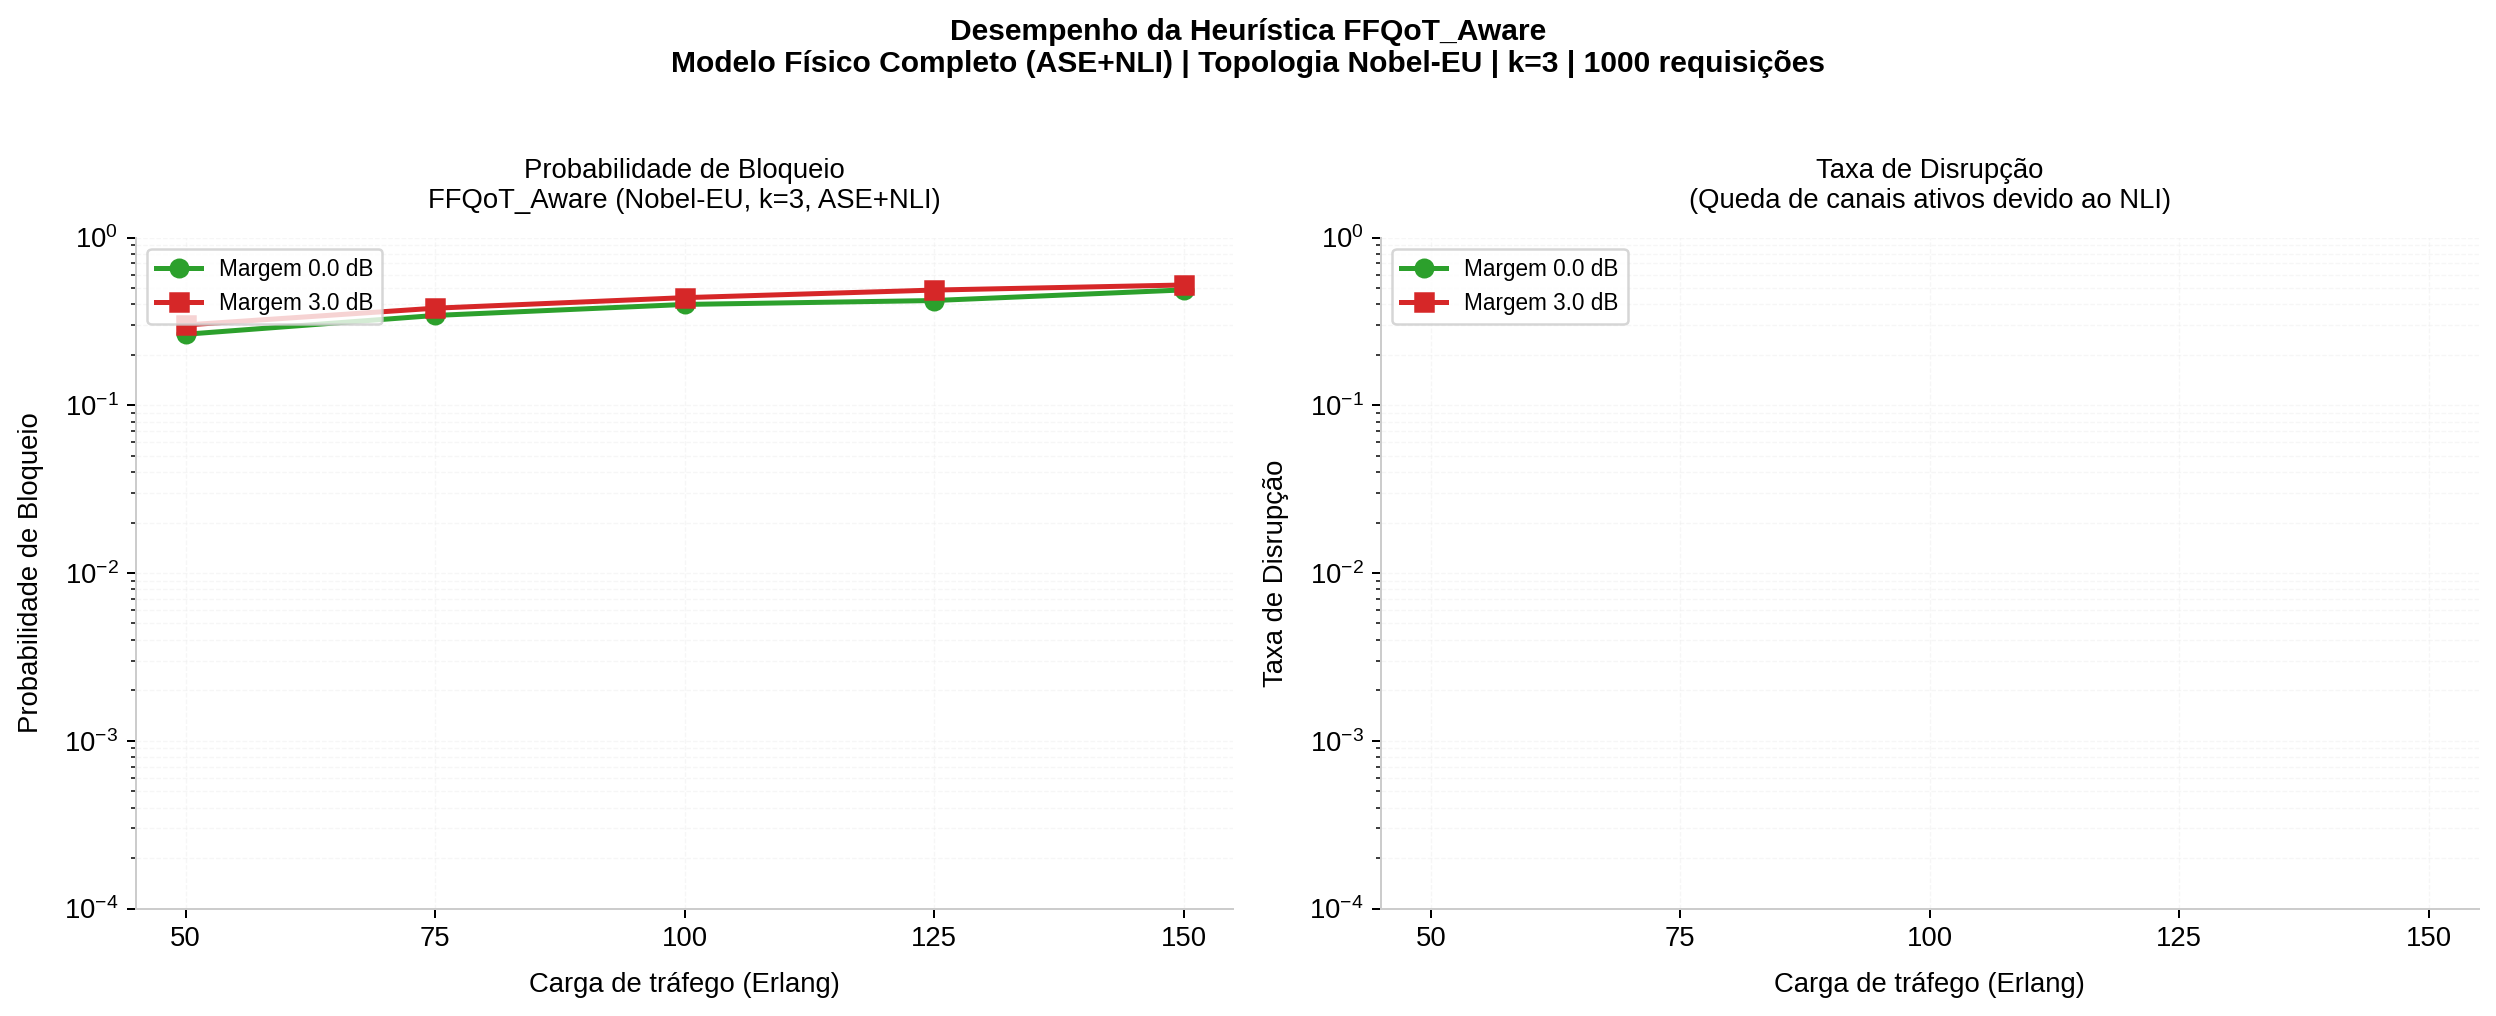 Desempenho da Heurística FFQoT_Aware
Modelo Físico Completo (ASE+NLI) | Topologia Nobel-EU | k=3 | 1000 requisições
Probabilidade de Bloqueio
FFQoT_Aware (Nobel-EU, k=3, ASE+NLI)
Margem 0.0 dB
Margem 3.0 dB
Probabilidade de Bloqueio
10⁰
10⁻¹
10⁻²
10⁻³
10⁻⁴
50 75 100 125 150
Carga de tráfego (Erlang)
Taxa de Disrupção
(Queda de canais ativos devido ao NLI)
Margem 0.0 dB
Margem 3.0 dB
Taxa de Disrupção
10⁰
10⁻¹
10⁻²
10⁻³
10⁻⁴
50 75 100 125 150
Carga de tráfego (Erlang)